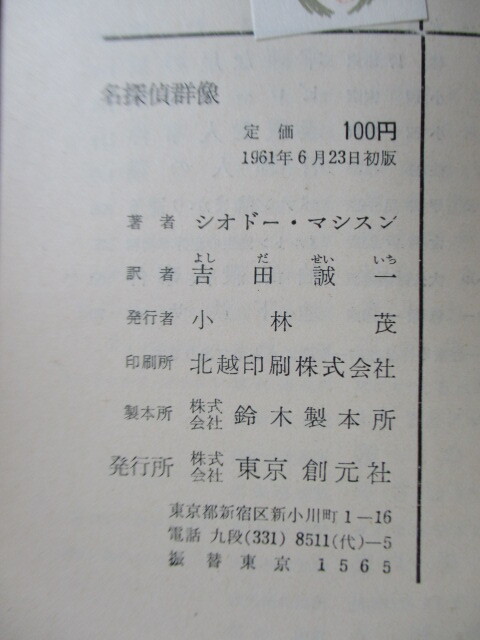 名探偵群像
定価 100円
1961年6月23日初版
著者 シオドー・マシスン
よし だ せい いち
訳者 吉田誠一
発行者 小林茂
印刷所 北越印刷株式会社
製本所 株式会社 鈴木製本所
発行所 株式会社 東京創元社
東京都新宿区新小川町1―16
電話 九段(331) 8511(代)―5
振替東京 1565